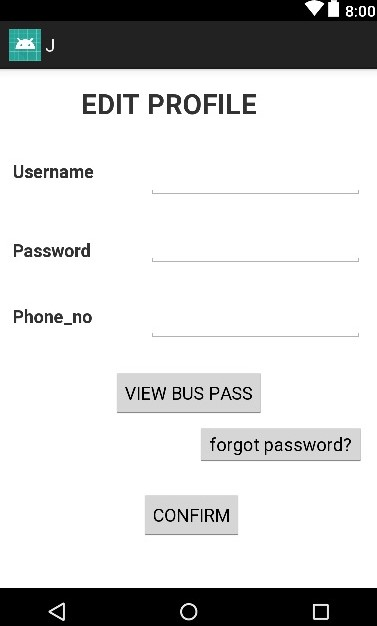 8:00
J
EDIT PROFILE
Username
Password
Phone_no
VIEW BUS PASS
forgot password?
CONFIRM